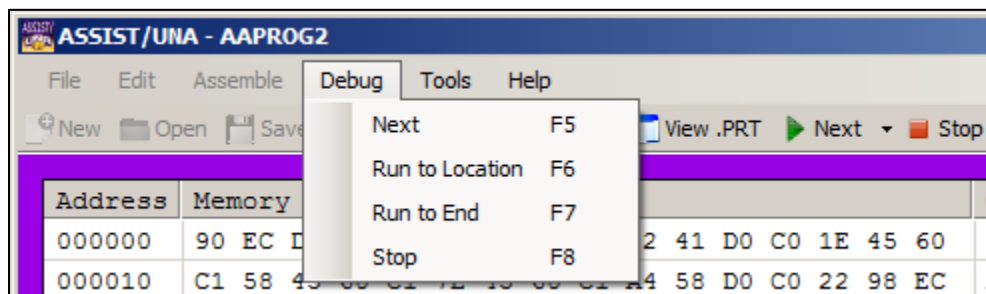 ASSIST/UNA - AAPROG2
File Edit Assemble Debug Tools Help
New Open Save View .PRT Next Stop
Next F5
Run to Location F6
Run to End F7
Stop F8
Address Memory
000000 90 EC 2 41 D0 C0 1E 45 60
000010 C1 58 58 D0 C0 22 98 EC